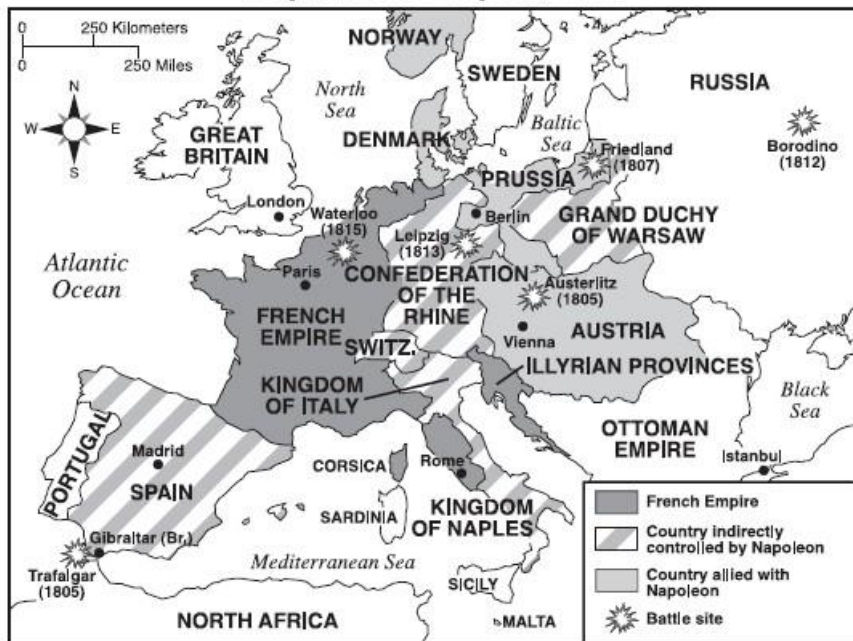 0 250 Kilometers
0 250 Miles
N
W E
S
NORWAY
SWEDEN
RUSSIA
North
Sea
Baltic
Sea
GREAT
BRITAIN
DENMARK
Friedland
(1807)
Borodino
(1812)
PRUSSIA
London
Waterloo
(1815)
Berlin
GRAND DUCHY
OF WARSAW
Leipzig
(1813)
Atlantic
Ocean
Paris
CONFEDERATION
OF THE
RHINE
Austerlitz
(1805)
FRENCH
EMPIRE
Vienna
AUSTRIA
SWITZ.
ILLYRIAN PROVINCES
KINGDOM
OF ITALY
Black
Sea
OTTOMAN
EMPIRE
Istanbul
PORTUGAL
Madrid
SPAIN
CORSICA
Rome
SARDINIA
KINGDOM
OF NAPLES
Gibraltar (Br.)
Mediterranean Sea
Trafalgar
(1805)
SICILY
NORTH AFRICA
MALTA
French Empire
Country indirectly
controlled by Napoleon
Country allied with
Napoleon
Battle site